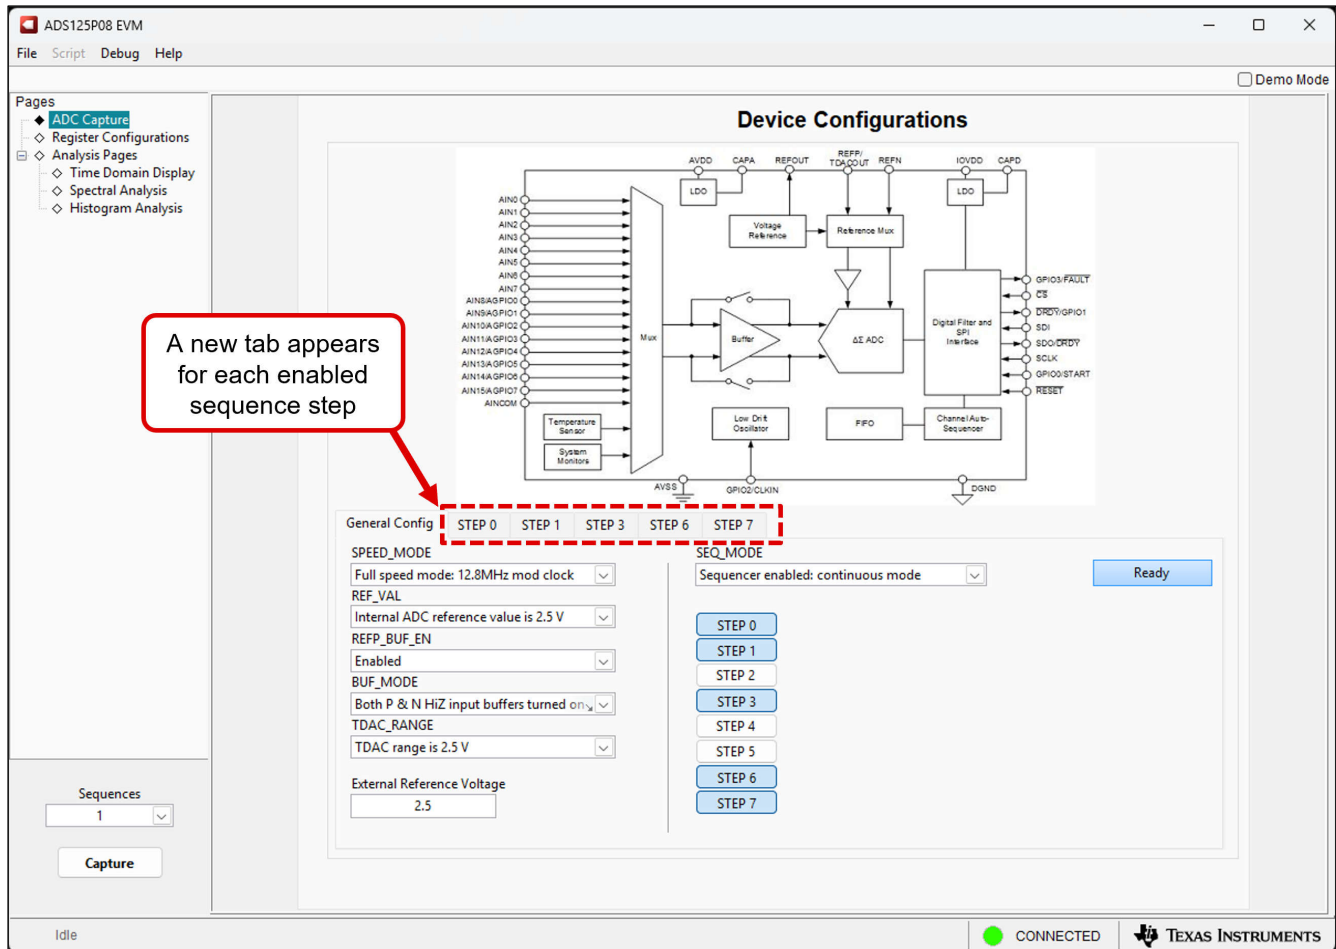 ADS125P08 EVM
File Script Debug Help
Demo Mode
Pages
ADC Capture
Register Configurations
Analysis Pages
Time Domain Display
Spectral Analysis
Histogram Analysis
Device Configurations
AVDD CAPA REFOUT REFP/TDACOUT REFN IOVDD CAPD
LDO
LDO
Voltage Reference
Reference Mux
AIN0
AIN1
AIN2
AIN3
AIN4
AIN5
AIN6
AIN7
AIN8/AGPIO0
AIN9/AGPIO1
AIN10/AGPIO2
AIN11/AGPIO3
AIN12/AGPIO4
AIN13/AGPIO5
AIN14/AGPIO6
AIN15/AGPIO7
AINCOM
Mux
Buffer
ΔΣ ADC
Digital Filter and
SPI
Interface
GPIO3/FAULT
CS
DRDY/GPIO1
SDI
SDO/DRDY
SCLK
GPIO0/START
RESET
Temperature
Sensor
System
Monitors
Low Drift
Oscillator
FIFO
Channel Auto-
Sequencer
AVSS
GPIO2/CLKIN
DGND
A new tab appears
for each enabled
sequence step
General Config STEP 0 STEP 1 STEP 3 STEP 6 STEP 7
SPEED_MODE
Full speed mode: 12.8MHz mod clock
REF_VAL
Internal ADC reference value is 2.5 V
REFP_BUF_EN
Enabled
BUF_MODE
Both P & N HiZ input buffers turned on
TDAC_RANGE
TDAC range is 2.5 V
External Reference Voltage
2.5
SEQ_MODE
Sequencer enabled: continuous mode
Ready
STEP 0
STEP 1
STEP 2
STEP 3
STEP 4
STEP 5
STEP 6
STEP 7
Sequences
1
Capture
Idle
CONNECTED
TEXAS INSTRUMENTS